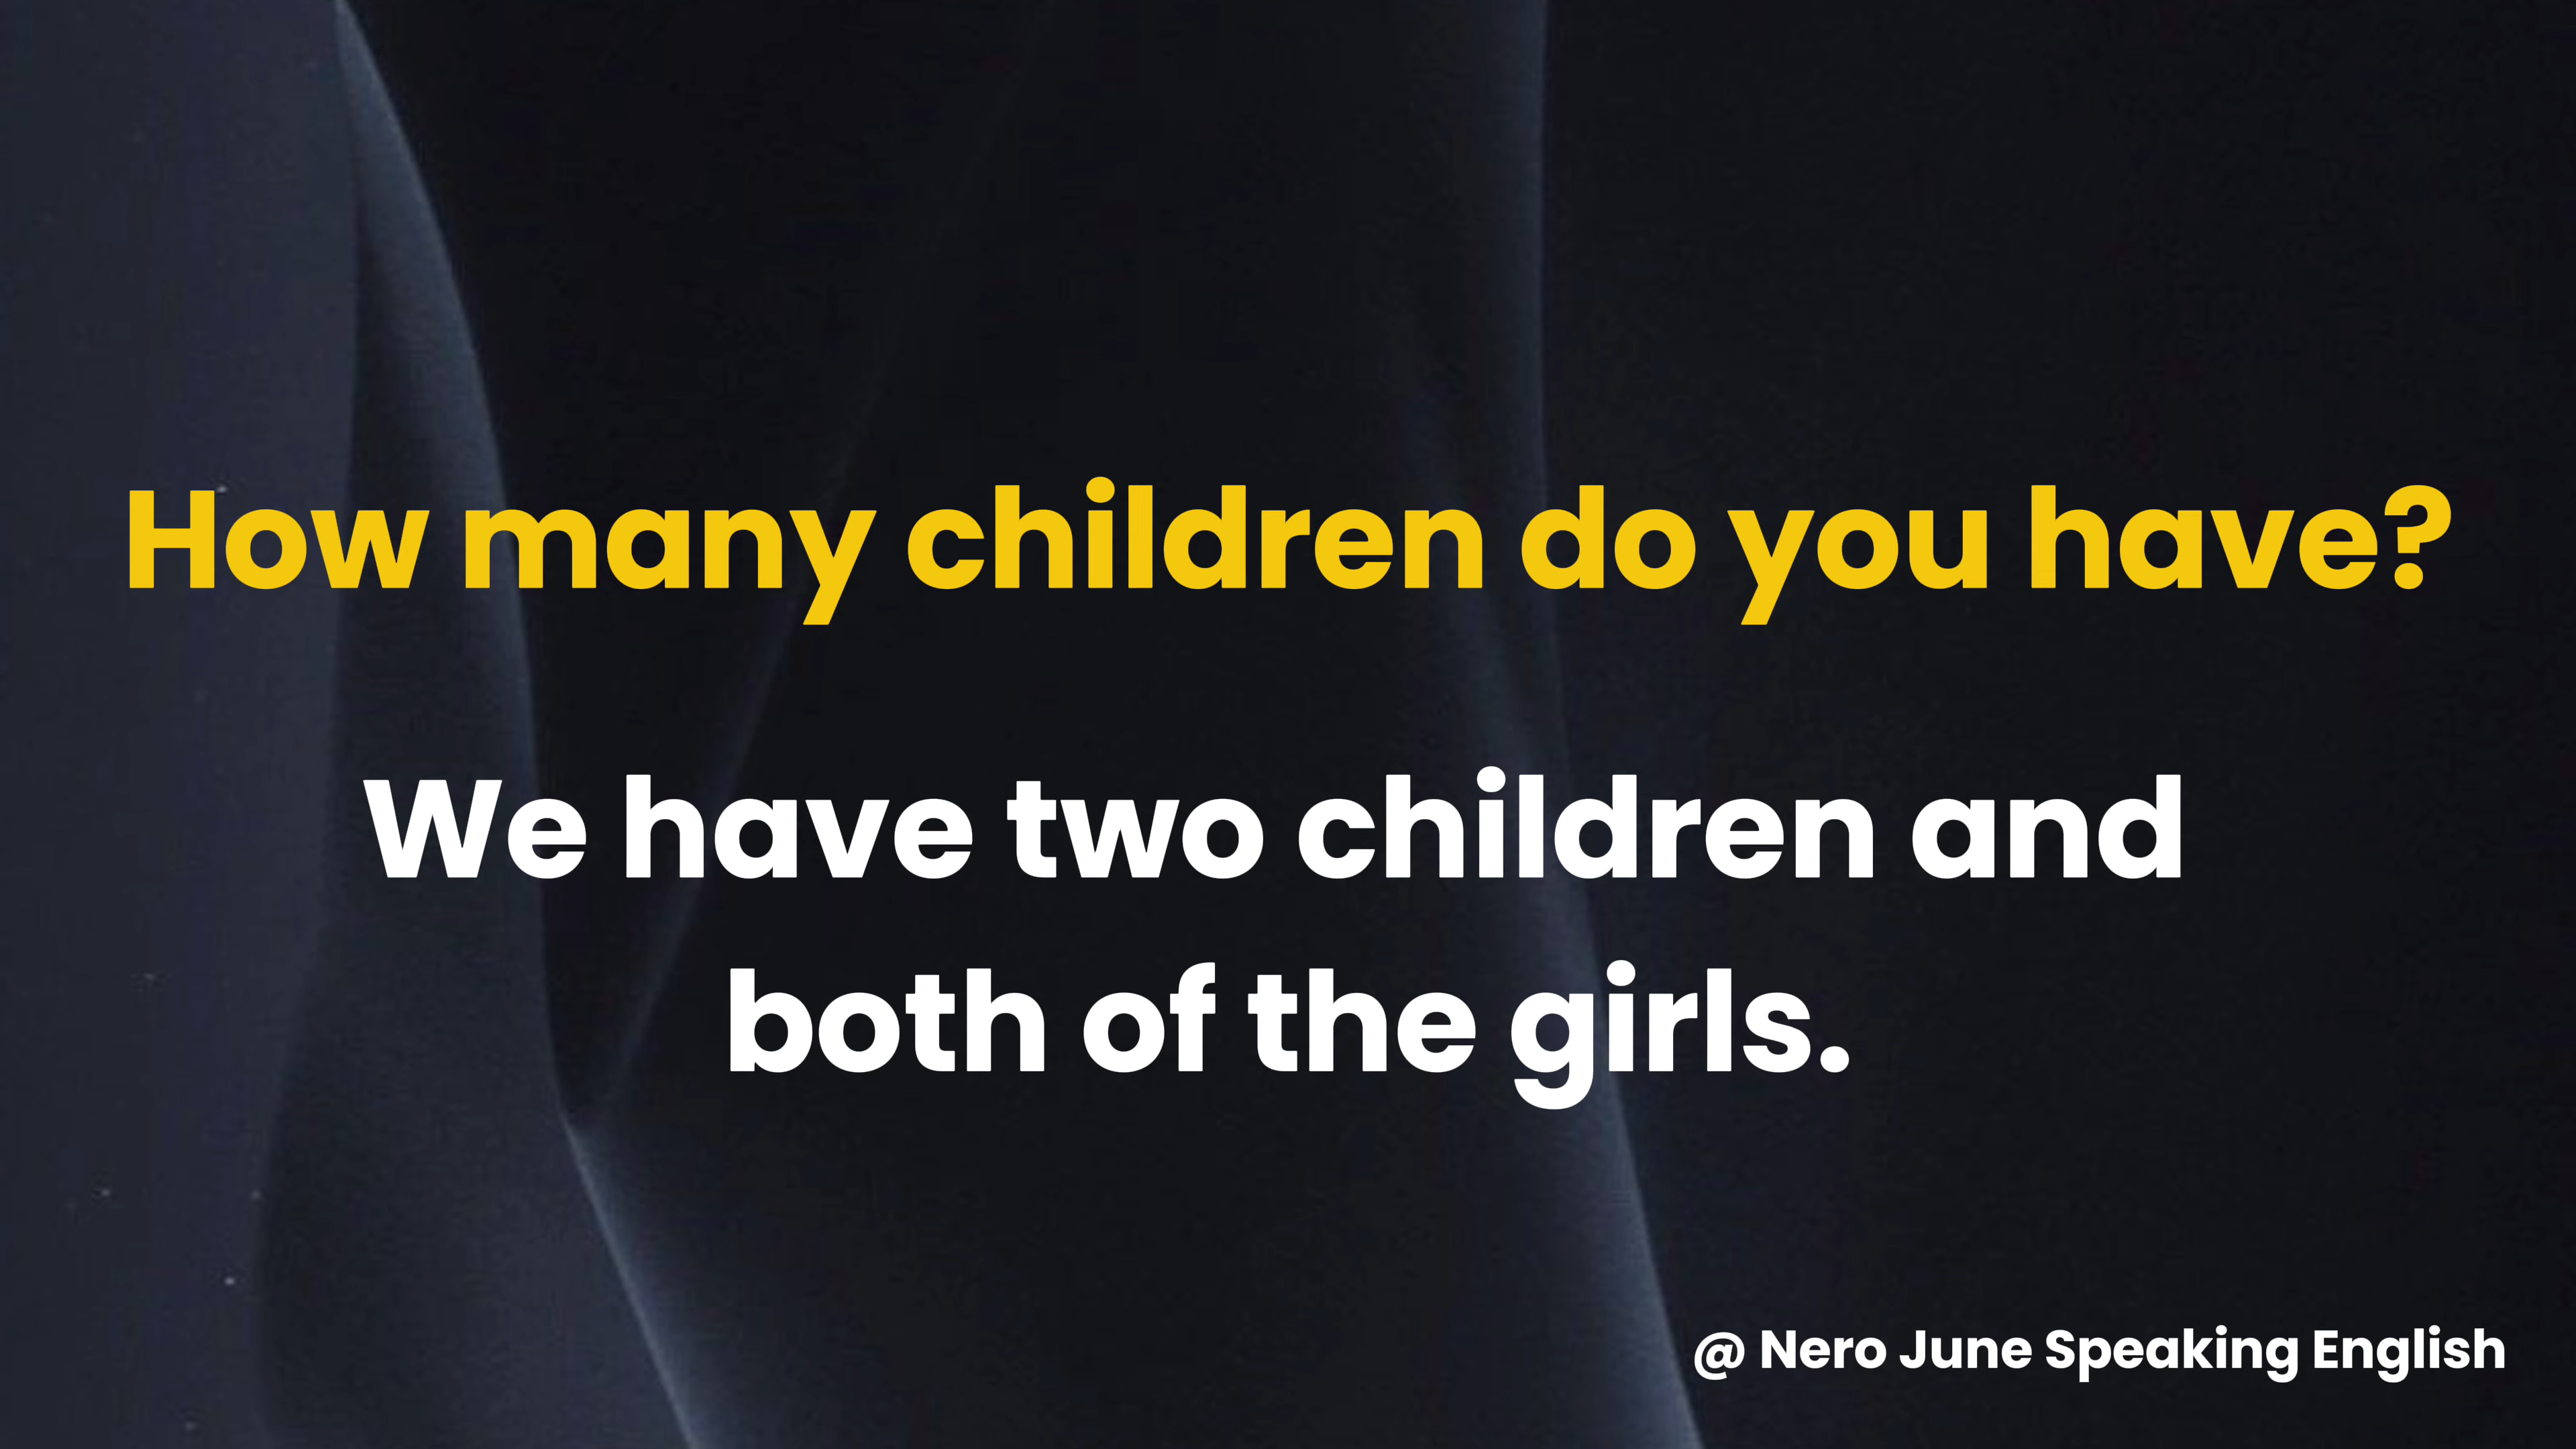 How many children do you have?
We have two children and
both of the girls.
@ Nero June Speaking English